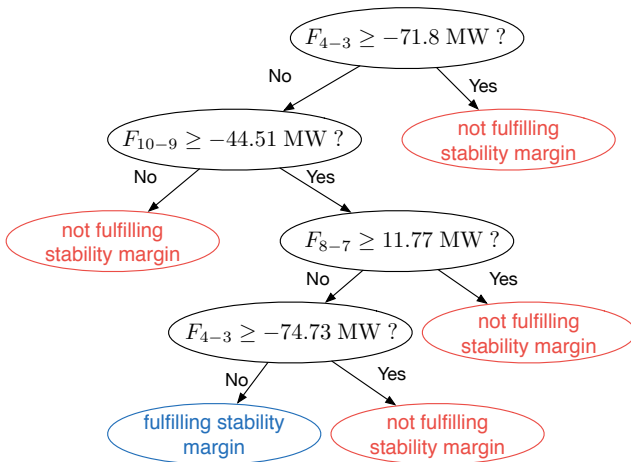 F₄₋₃ ≥ −71.8 MW ?
No
Yes
F₁₀₋₉ ≥ −44.51 MW ?
not fulfilling
stability margin
No
Yes
not fulfilling
stability margin
F₈₋₇ ≥ 11.77 MW ?
No
Yes
F₄₋₃ ≥ −74.73 MW ?
not fulfilling
stability margin
No
Yes
fulfilling stability
margin
not fulfilling
stability margin